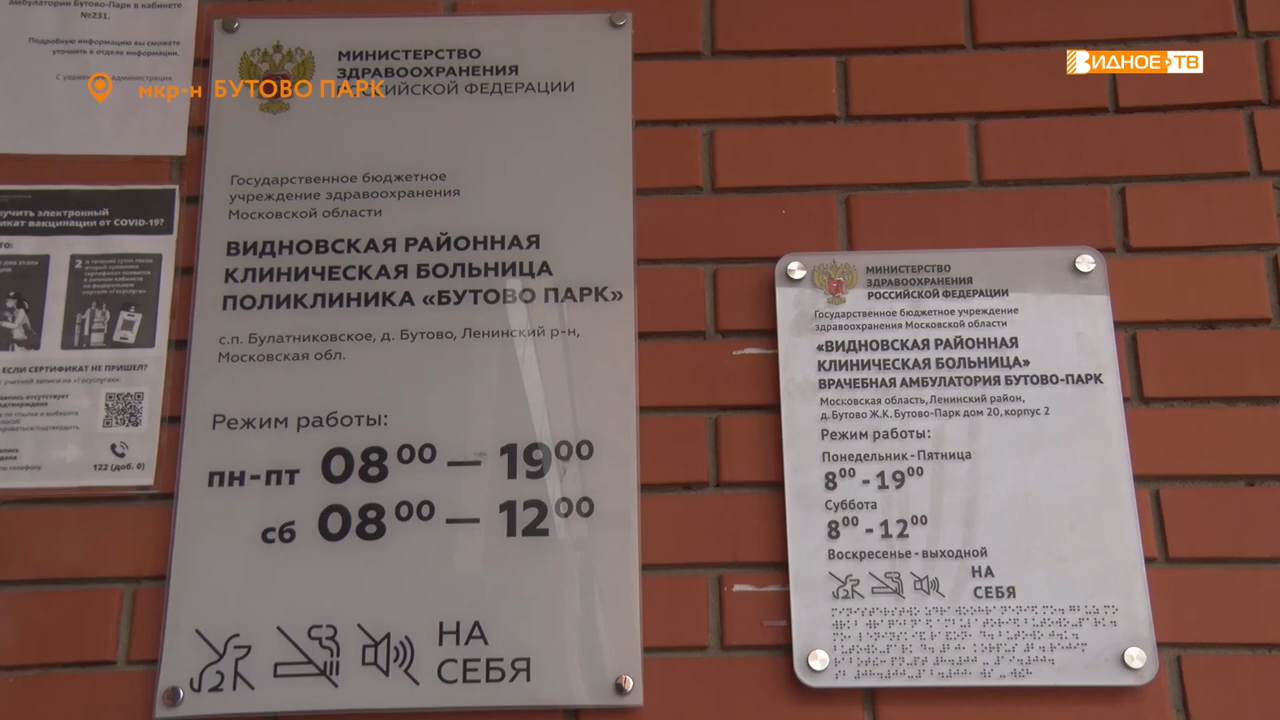 амбулатории Бутово-Парк в кабинете
№231.
Подробную информацию вы сможете
уточнить в отделе информации.
С администрация
мкр-н БУТОВО ПАРК
ВИДНОЕ ТВ
МИНИСТЕРСТВО
ЗДРАВООХРАНЕНИЯ
РОССИЙСКОЙ ФЕДЕРАЦИИ
Государственное бюджетное
учреждение здравоохранения
Московской области
ВИДНОВСКАЯ РАЙОННАЯ
КЛИНИЧЕСКАЯ БОЛЬНИЦА
ПОЛИКЛИНИКА «БУТОВО ПАРК»
с.п. Булатниковское, д. Бутово, Ленинский р-н,
Московская обл.
Режим работы:
пн-пт 08⁰⁰ — 19⁰⁰
сб 08⁰⁰ — 12⁰⁰
НА
СЕБЯ
электронный
вакцинации от COVID-19?
2
ЕСЛИ СЕРТИФИКАТ НЕ ПРИШЕЛ?
122 (доб. 0)
МИНИСТЕРСТВО
ЗДРАВООХРАНЕНИЯ
РОССИЙСКОЙ ФЕДЕРАЦИИ
Государственное бюджетное учреждение
здравоохранения Московской области
«ВИДНОВСКАЯ РАЙОННАЯ
КЛИНИЧЕСКАЯ БОЛЬНИЦА»
ВРАЧЕБНАЯ АМБУЛАТОРИЯ БУТОВО-ПАРК
Московская область, Ленинский район,
д. Бутово Ж.К. Бутово-Парк дом 20, корпус 2
Режим работы:
Понедельник - Пятница
8⁰⁰ - 19⁰⁰
Суббота
8⁰⁰ - 12⁰⁰
Воскресенье - выходной
НА
СЕБЯ